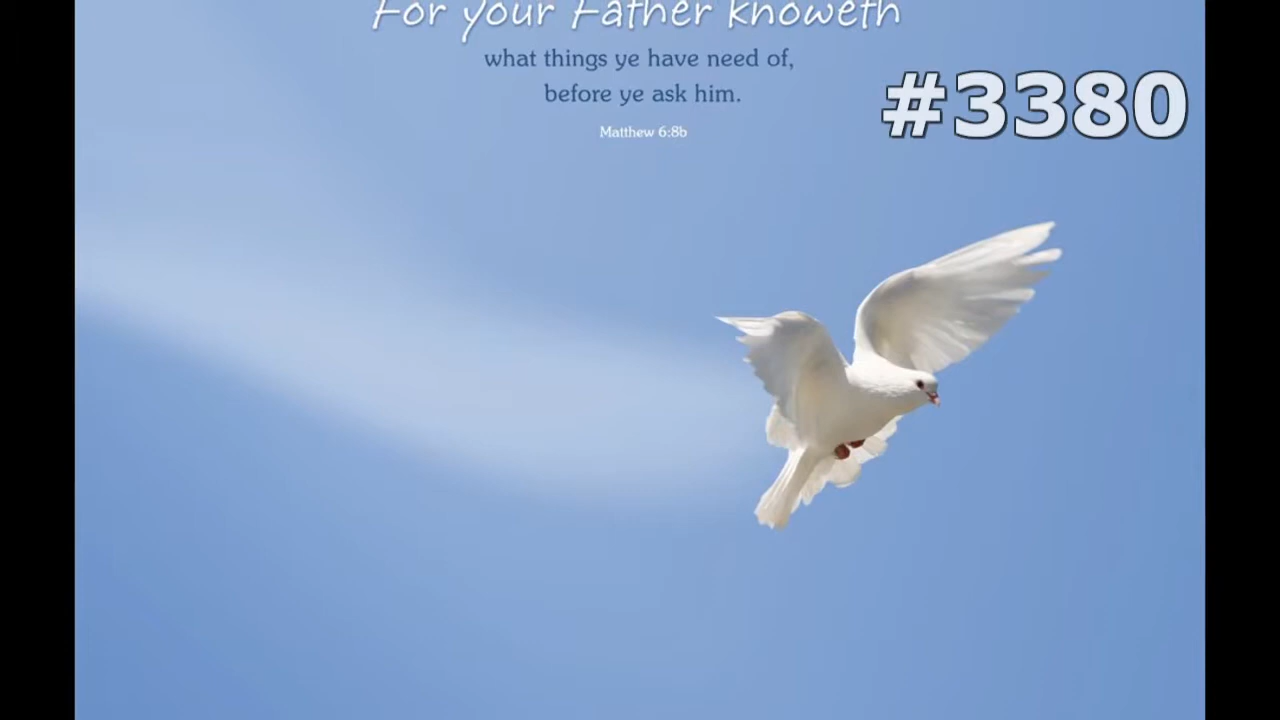 For your Father knoweth
what things ye have need of,
before ye ask him.
Matthew 6:8b
#3380